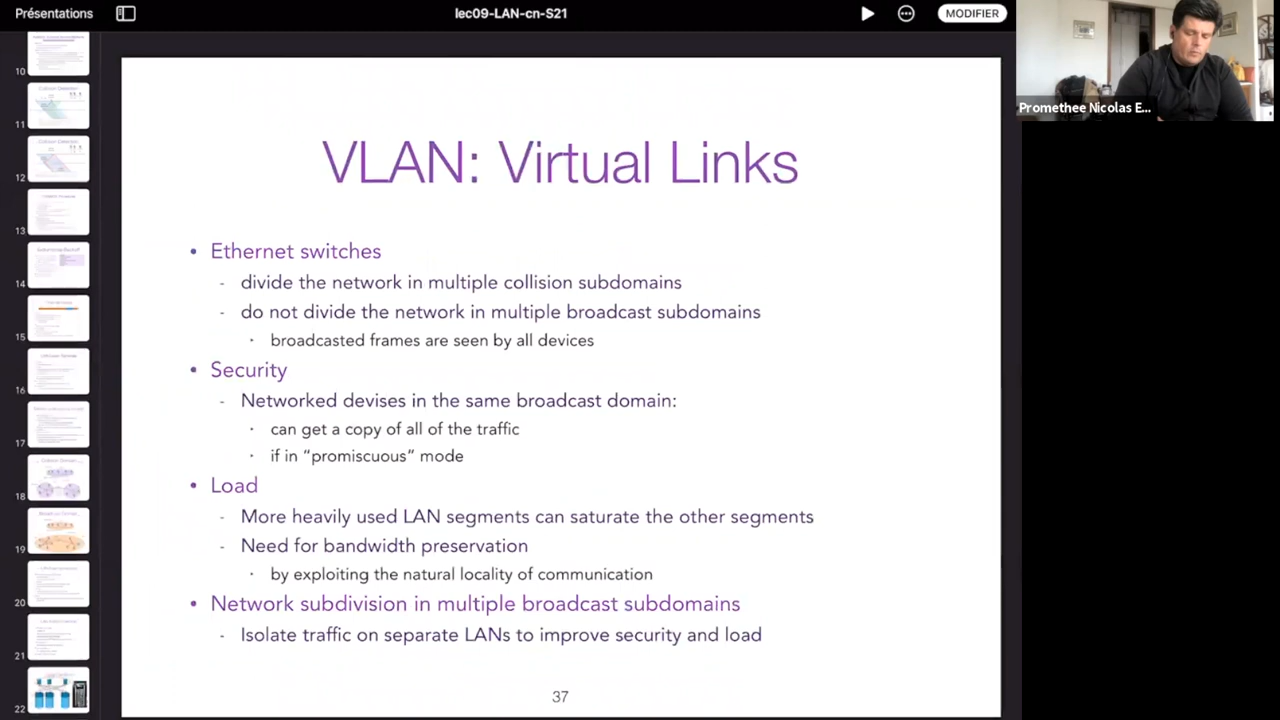 Présentations
lec09-LAN-cn-S21
MODIFIER
Promethee Nicolas E...
10
11
12
13
14
15
16
17
18
19
20
21
22
VLAN: Virtual Links
• Ethernet switches
- divide the network in multiple collision subdomains
- do not divide the network in multiple broadcast subdomains
· broadcasted frames are seen by all devices
• Security
- Networked devises in the same broadcast domain:
can get a copy of all of the traffic
· if in “promiscuous” mode
• Load
- More heavily used LAN segments can saturate the other segments
- Need for bandwidth preservation
by exploiting the natural locality of communication
• Network subdivision in multiple broadcast subdomains
- Isolate traffic on separate to improve security and load
37